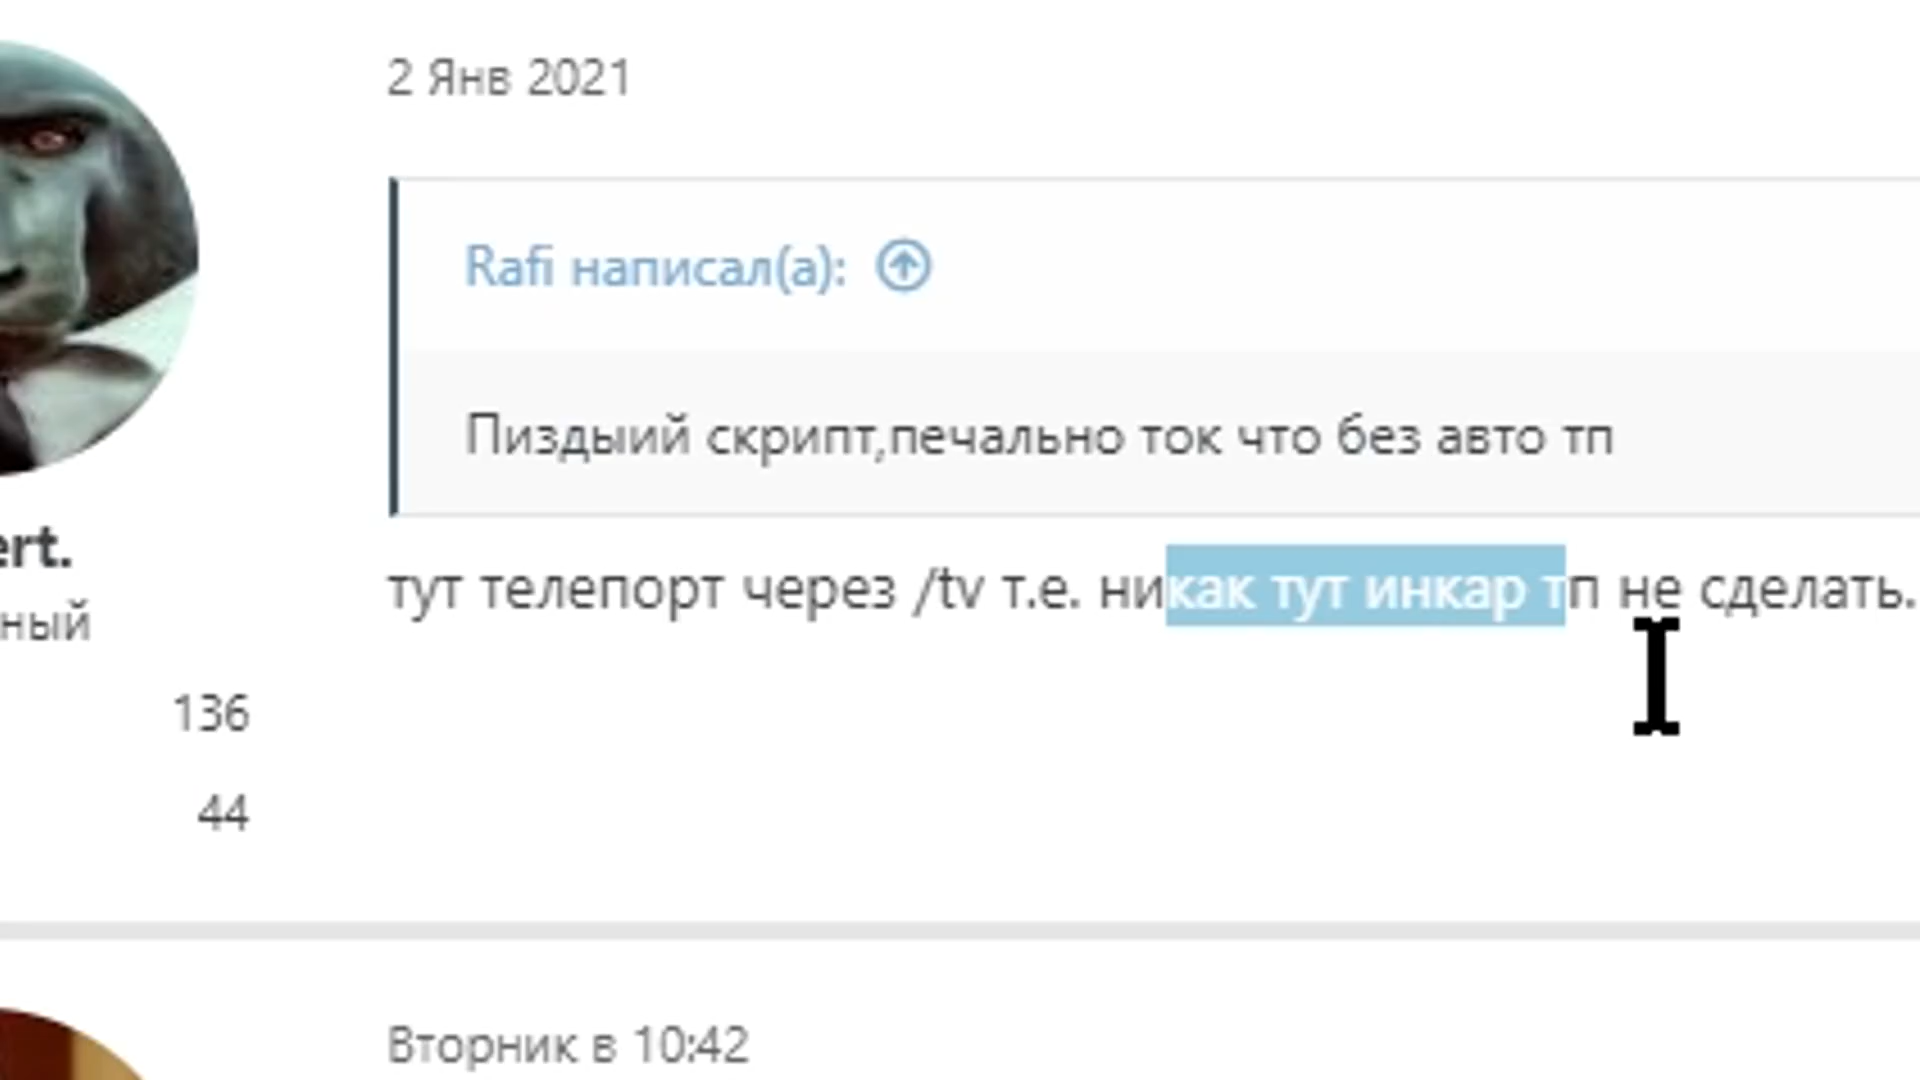 2 Янв 2021
Rafi написал(а):
Пиздыий скрипт,печально ток что без авто тп
ert.
тут телепорт через /tv т.е. никак тут инкар тп не сделать.
ный
136
44
Вторник в 10:42